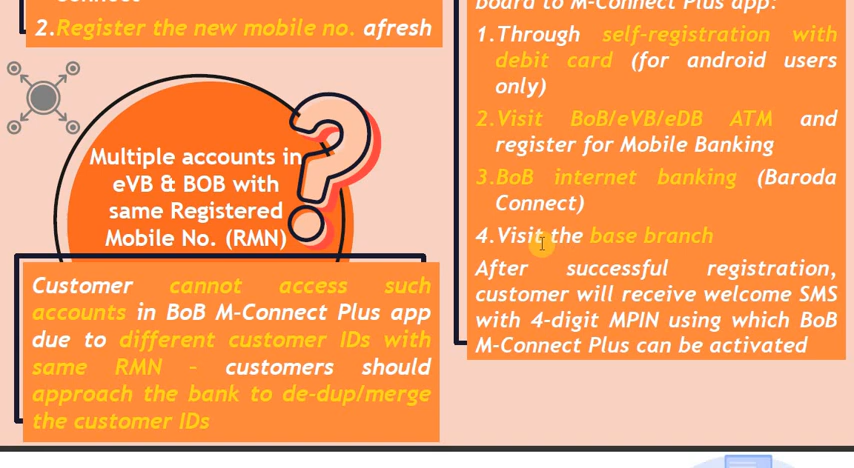 2.Register the new mobile no. afresh
Multiple accounts in
eVB & BOB with
same Registered
Mobile No. (RMN)
Customer cannot access such
accounts in BoB M-Connect Plus app
due to different customer IDs with
same RMN - customers should
approach the bank to de-dup/merge
the customer IDs
board to M-Connect Plus app:
1.Through self-registration with
debit card (for android users
only)
2.Visit BoB/eVB/eDB ATM and
register for Mobile Banking
3.BoB internet banking (Baroda
Connect)
4.Visit the base branch
After successful registration,
customer will receive welcome SMS
with 4-digit MPIN using which BoB
M-Connect Plus can be activated